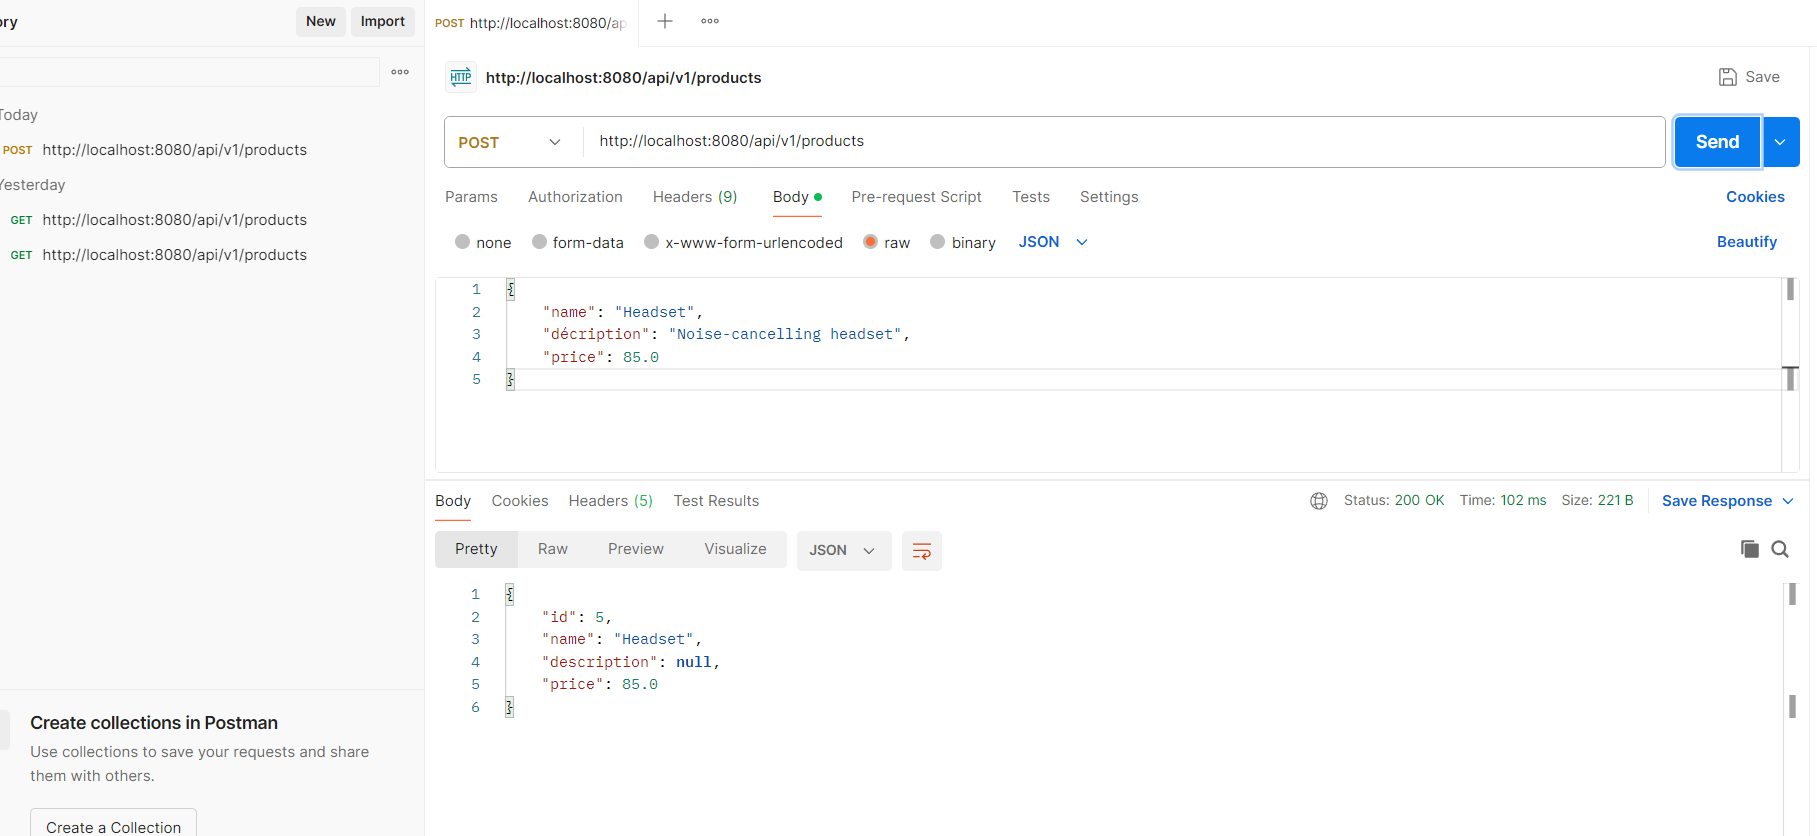 ory New Import
Today
POST http://localhost:8080/api/v1/products
Yesterday
GET http://localhost:8080/api/v1/products
GET http://localhost:8080/api/v1/products
Create collections in Postman
Use collections to save your requests and share
them with others.
Create a Collection
POST http://localhost:8080/ap
HTTP http://localhost:8080/api/v1/products Save
POST http://localhost:8080/api/v1/products Send
Params Authorization Headers (9) Body Pre-request Script Tests Settings Cookies
none form-data x-www-form-urlencoded raw binary JSON Beautify
1 {
2 "name": "Headset",
3 "décription": "Noise-cancelling headset",
4 "price": 85.0
5 }
Body Cookies Headers (5) Test Results Status: 200 OK Time: 102 ms Size: 221 B Save Response
Pretty Raw Preview Visualize JSON
1 {
2 "id": 5,
3 "name": "Headset",
4 "description": null,
5 "price": 85.0
6 }